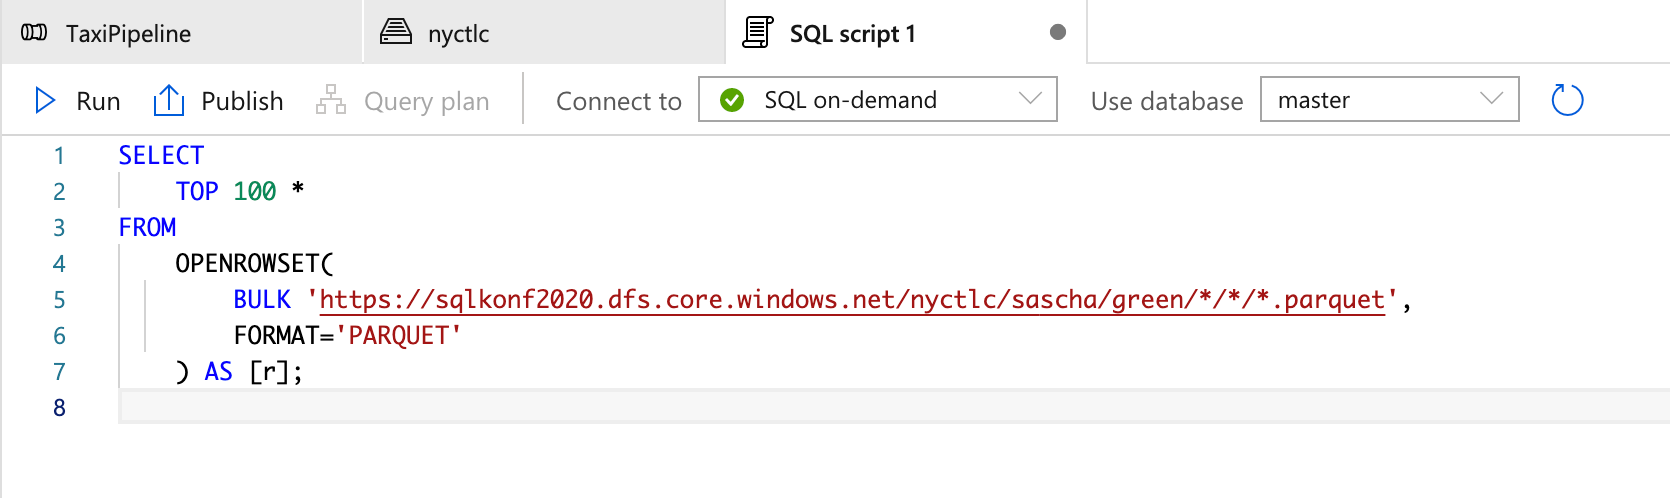 TaxiPipeline nyctlc SQL script 1
Run Publish Query plan Connect to SQL on-demand Use database master
1 SELECT
2 TOP 100 *
3 FROM
4 OPENROWSET(
5 BULK 'https://sqlkonf2020.dfs.core.windows.net/nyctlc/sascha/green/*/*/*.parquet',
6 FORMAT='PARQUET'
7 ) AS [r];
8